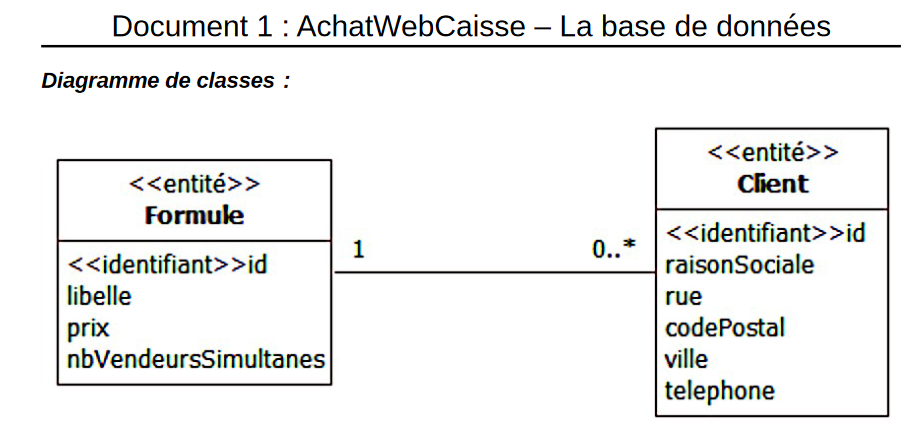 Document 1 : AchatWebCaisse – La base de données
Diagramme de classes :
<<entité>>
Formule
<<identifiant>>id
libelle
prix
nbVendeursSimultanes
1
0..*
<<entité>>
Client
<<identifiant>>id
raisonSociale
rue
codePostal
ville
telephone